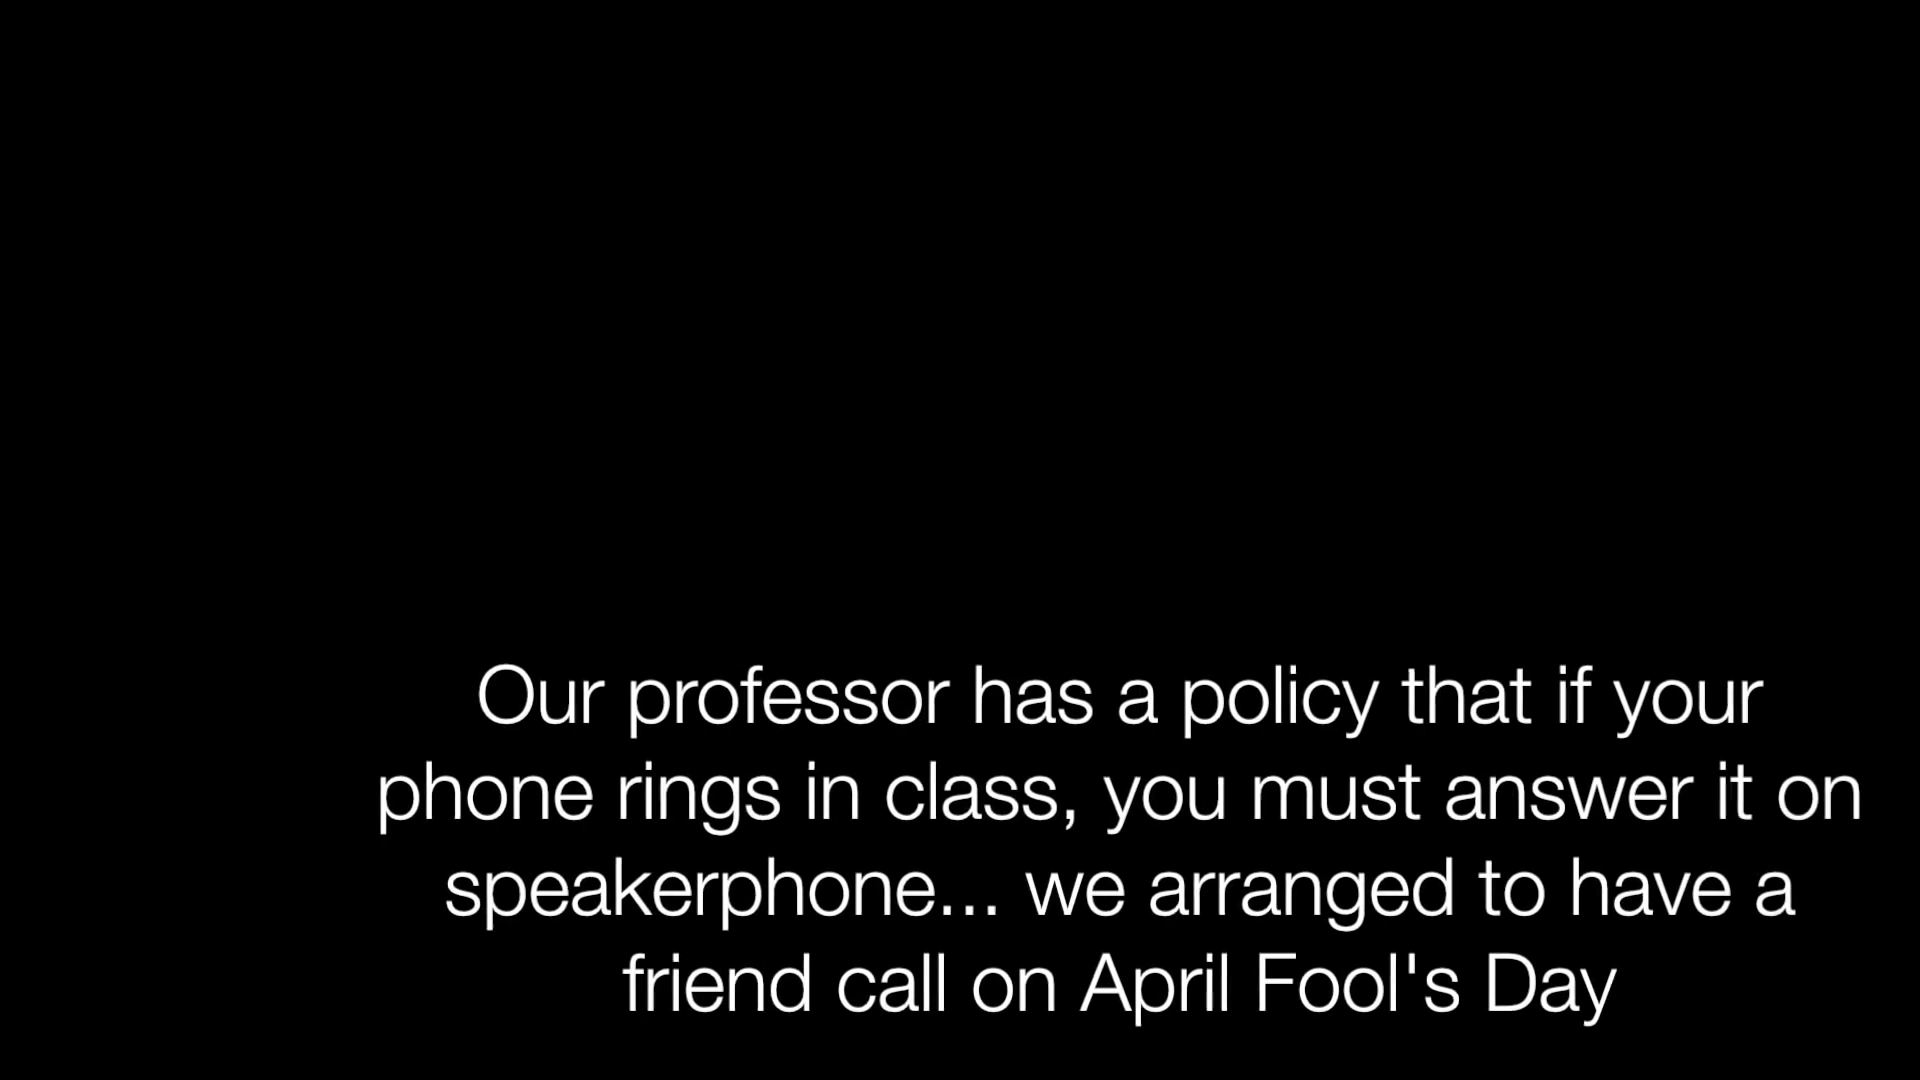 Our professor has a policy that if your
phone rings in class, you must answer it on
speakerphone... we arranged to have a
friend call on April Fool's Day